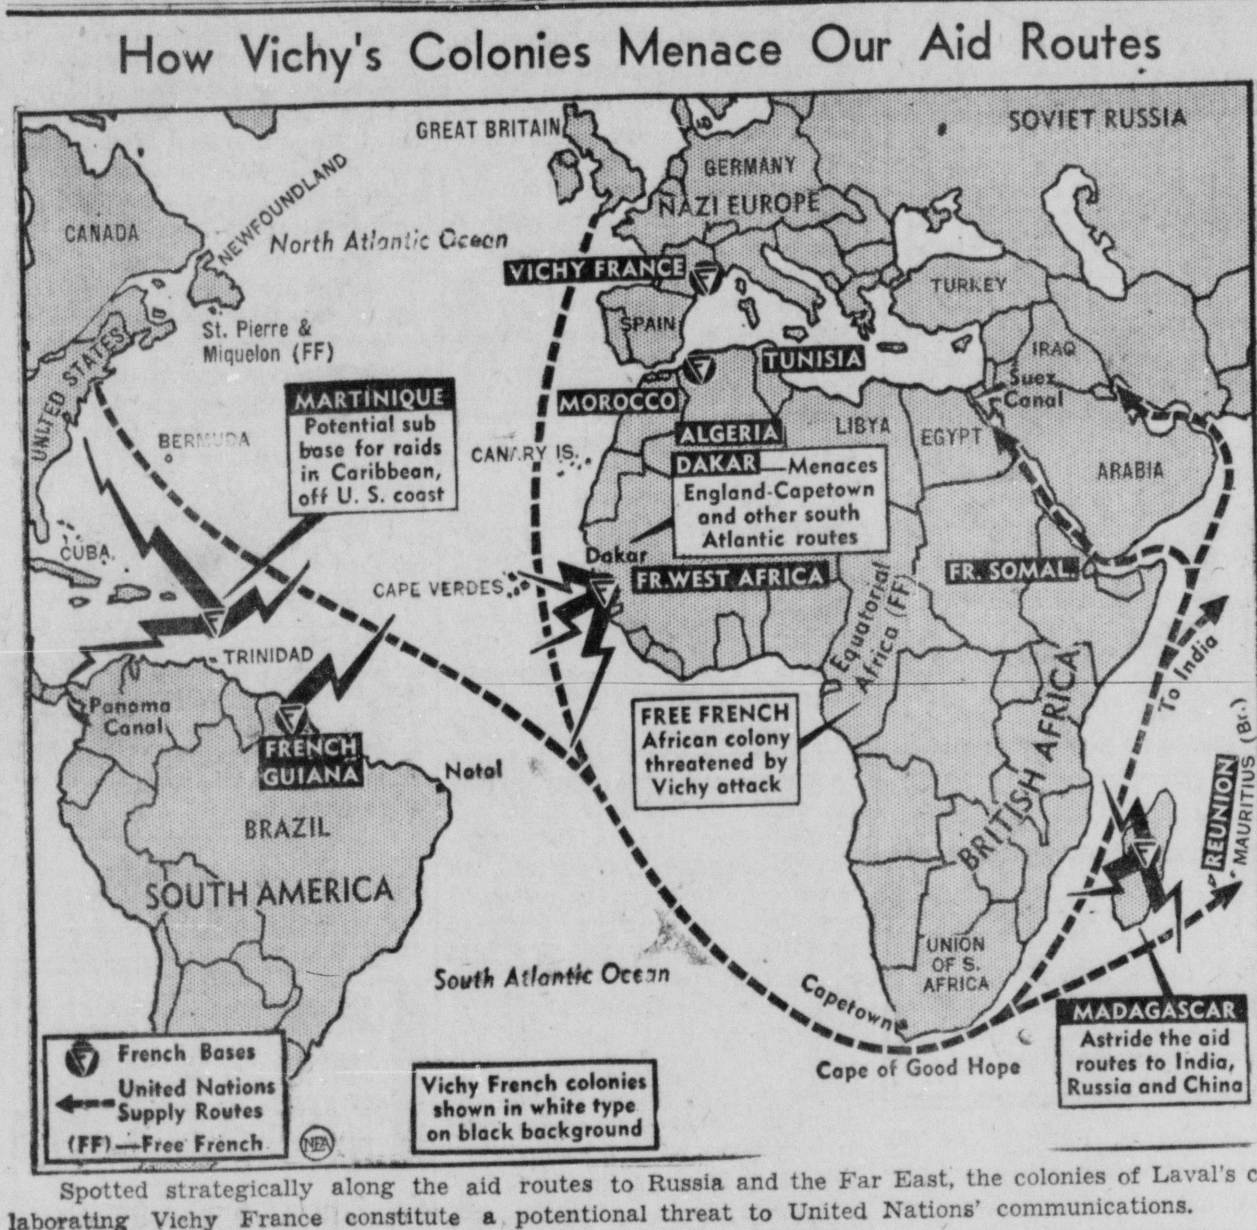 How Vichy's Colonies Menace Our Aid Routes
GREAT BRITAIN
SOVIET RUSSIA
GERMANY
NAZI EUROPE
CANADA
NEWFOUNDLAND
North Atlantic Ocean
VICHY FRANCE
TURKEY
SPAIN
St. Pierre &
Miquelon (FF)
UNITED STATES
TUNISIA
IRAQ
Suez
Canal
MARTINIQUE
Potential sub
base for raids
in Caribbean,
off U. S. coast
MOROCCO
BERMUDA
CANARY IS.
ALGERIA
LIBYA
EGYPT
ARABIA
DAKAR—Menaces
England-Capetown
and other south
Atlantic routes
CUBA
Dakar
CAPE VERDES
FR. WEST AFRICA
FR. SOMAL.
Equatorial
Africa (FF)
TRINIDAD
Panama
Canal
FRENCH
GUIANA
Natal
FREE FRENCH
African colony
threatened by
Vichy attack
BRITISH AFRICA
To India
REUNION
MAURITIUS (Br.)
BRAZIL
SOUTH AMERICA
South Atlantic Ocean
UNION
OF S.
AFRICA
Capetown
Cape of Good Hope
MADAGASCAR
Astride the aid
routes to India,
Russia and China
F
French Bases
United Nations
Supply Routes
(FF)—Free French
NEA
Vichy French colonies
shown in white type
on black background
Spotted strategically along the aid routes to Russia and the Far East, the colonies of Laval's c
laborating Vichy France constitute a potentional threat to United Nations' communications.